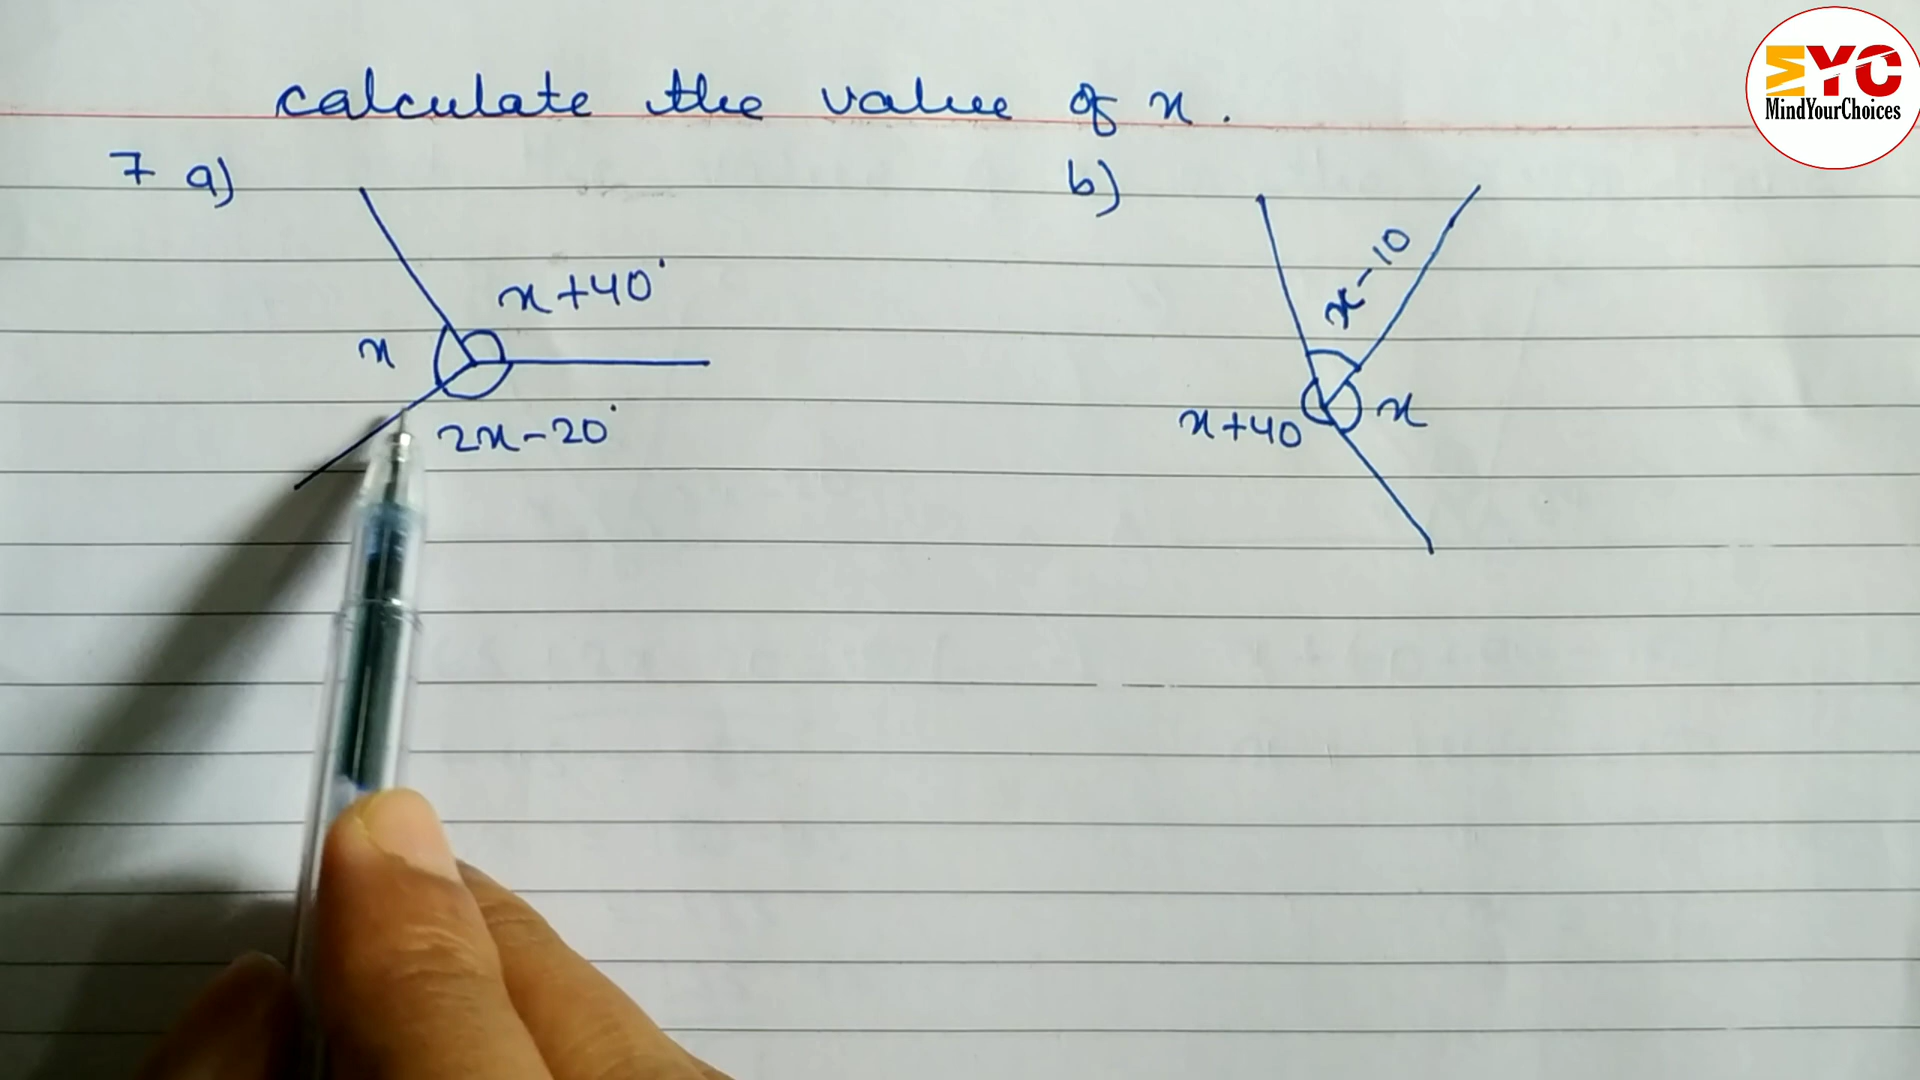 calculate the value of x.
7 a)
b)
x+40°
x
2x-20°
x-10
x+40
x
MYC
MindYourChoices